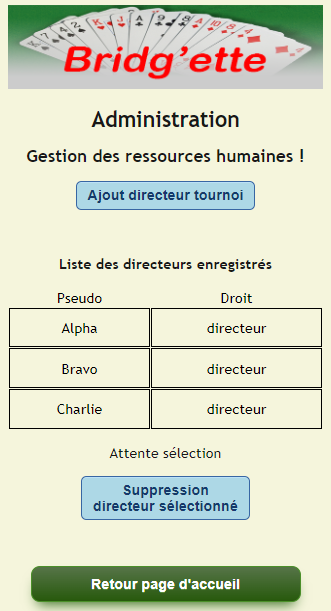 Bridg'ette
Administration
Gestion des ressources humaines !
Ajout directeur tournoi
Liste des directeurs enregistrés
Pseudo Droit
Alpha directeur
Bravo directeur
Charlie directeur
Attente sélection
Suppression
directeur sélectionné
Retour page d'accueil